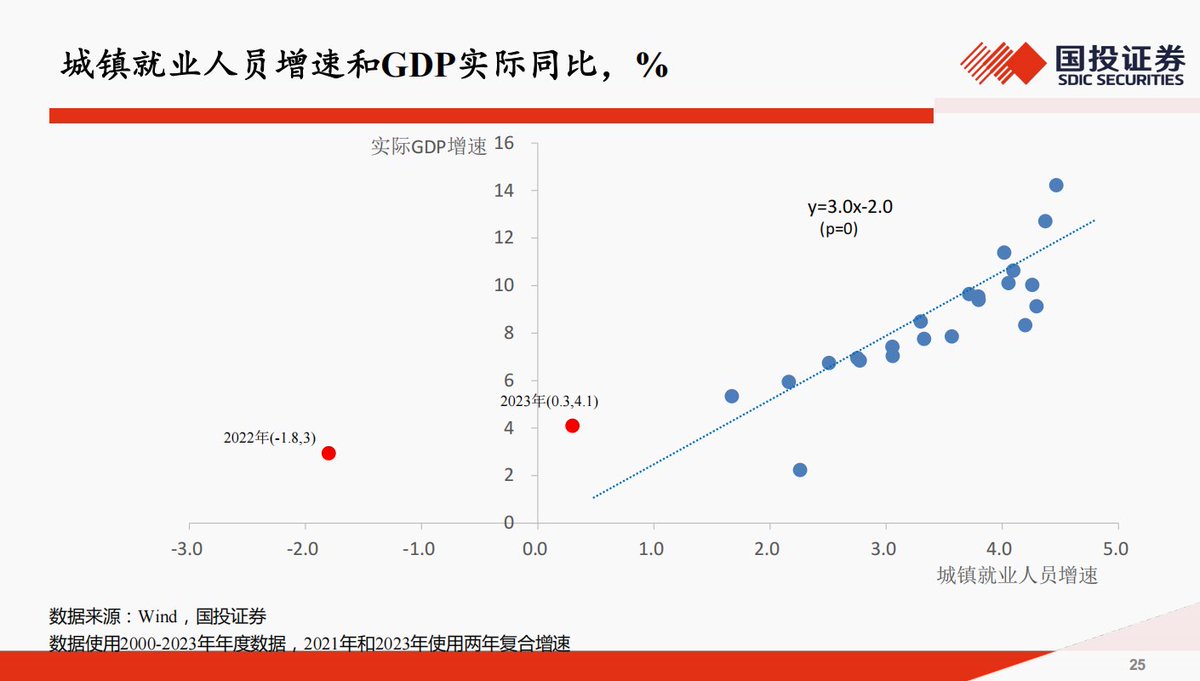 城镇就业人员增速和GDP实际同比，%
国投证券
SDIC SECURITIES
实际GDP增速
16
14
12
10
8
6
4
2
0
y=3.0x-2.0
(p=0)
2023年(0.3,4.1)
2022年(-1.8,3)
-3.0 -2.0 -1.0 0.0 1.0 2.0 3.0 4.0 5.0
城镇就业人员增速
数据来源：Wind，国投证券
数据使用2000-2023年年度数据，2021年和2023年使用两年复合增速
25